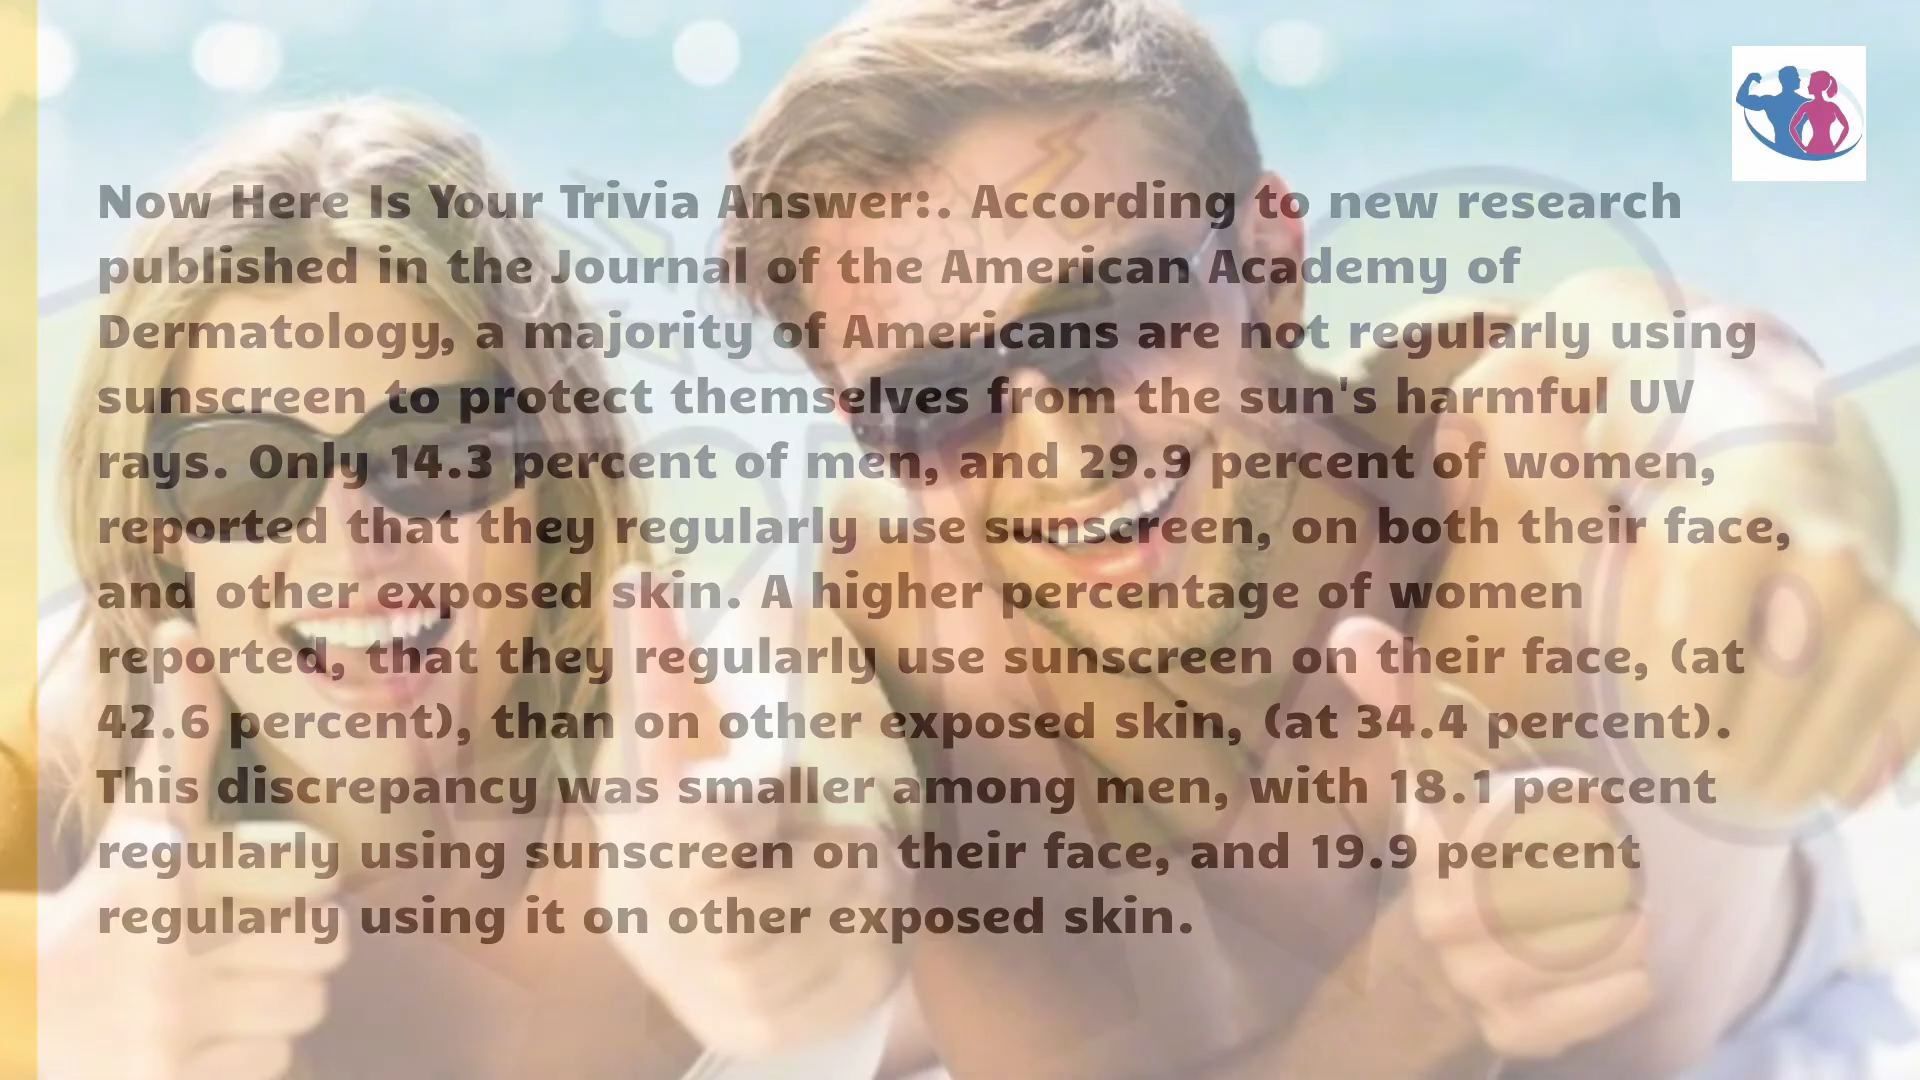 Now Here Is Your Trivia Answer:. According to new research
published in the Journal of the American Academy of
Dermatology, a majority of Americans are not regularly using
sunscreen to protect themselves from the sun's harmful UV
rays. Only 14.3 percent of men, and 29.9 percent of women,
reported that they regularly use sunscreen, on both their face,
and other exposed skin. A higher percentage of women
reported, that they regularly use sunscreen on their face, (at
42.6 percent), than on other exposed skin, (at 34.4 percent).
This discrepancy was smaller among men, with 18.1 percent
regularly using sunscreen on their face, and 19.9 percent
regularly using it on other exposed skin.